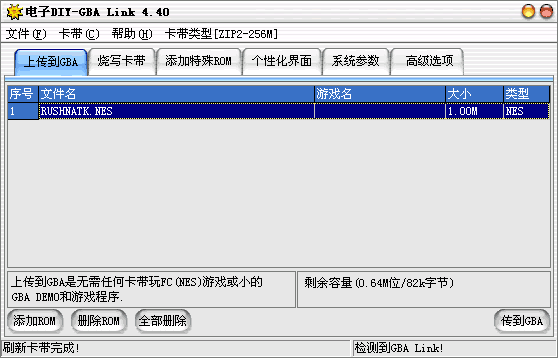 电子DIY-GBA Link 4.40
文件(F) 卡带(C) 帮助(H) 卡带类型[ZIP2-256M]
上传到GBA 烧写卡带 添加特殊ROM 个性化界面 系统参数 高级选项
序号 文件名 游戏名 大小 类型
1 RUSHNATK.NES 1.00M NES
上传到GBA是无需任何卡带玩FC(NES)游戏或小的 剩余容量(0.64M位/82k字节)
GBA DEMO和游戏程序.
添加ROM 删除ROM 全部删除 传到GBA
刷新卡带完成! 检测到GBA Link!